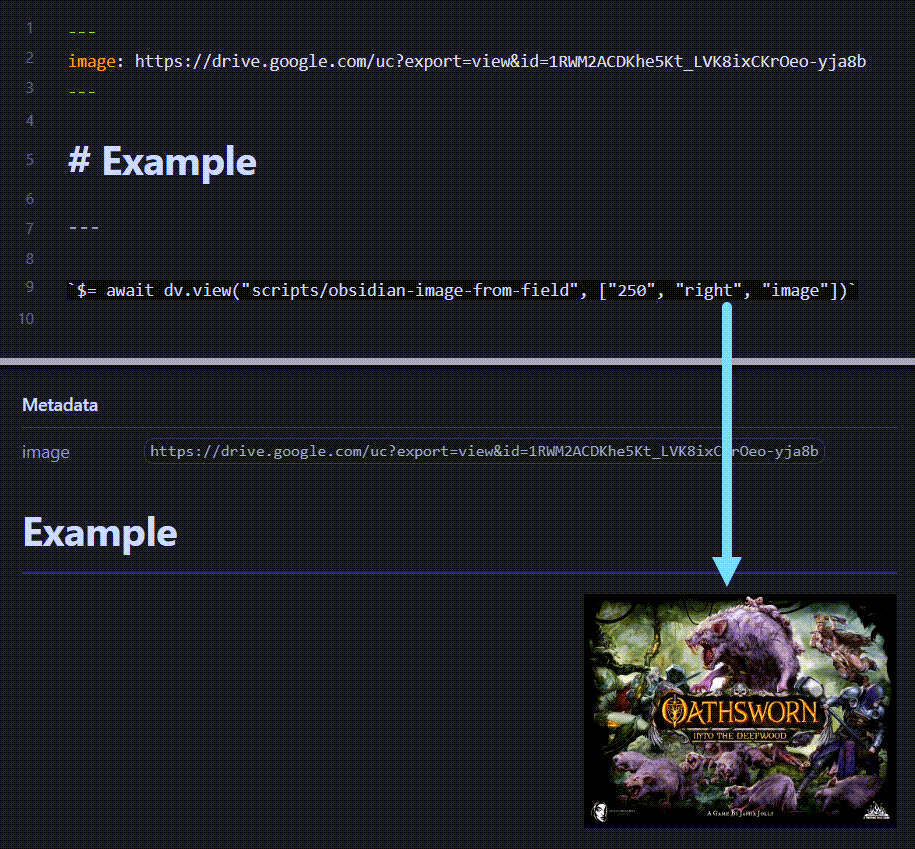 1 ---
2 image: https://drive.google.com/uc?export=view&id=1RWM2ACDKhe5Kt_LVK8ixCKrOeo-yja8b
3 ---
4
5 # Example
6
7 ---
8
9 `$= await dv.view("scripts/obsidian-image-from-field", ["250", "right", "image"])`
10
Metadata
image https://drive.google.com/uc?export=view&id=1RWM2ACDKhe5Kt_LVK8ixCKrOeo-yja8b
Example
OATHSWORN
INTO THE DEEPWOOD
A GAME BY JAMIE JOLLY